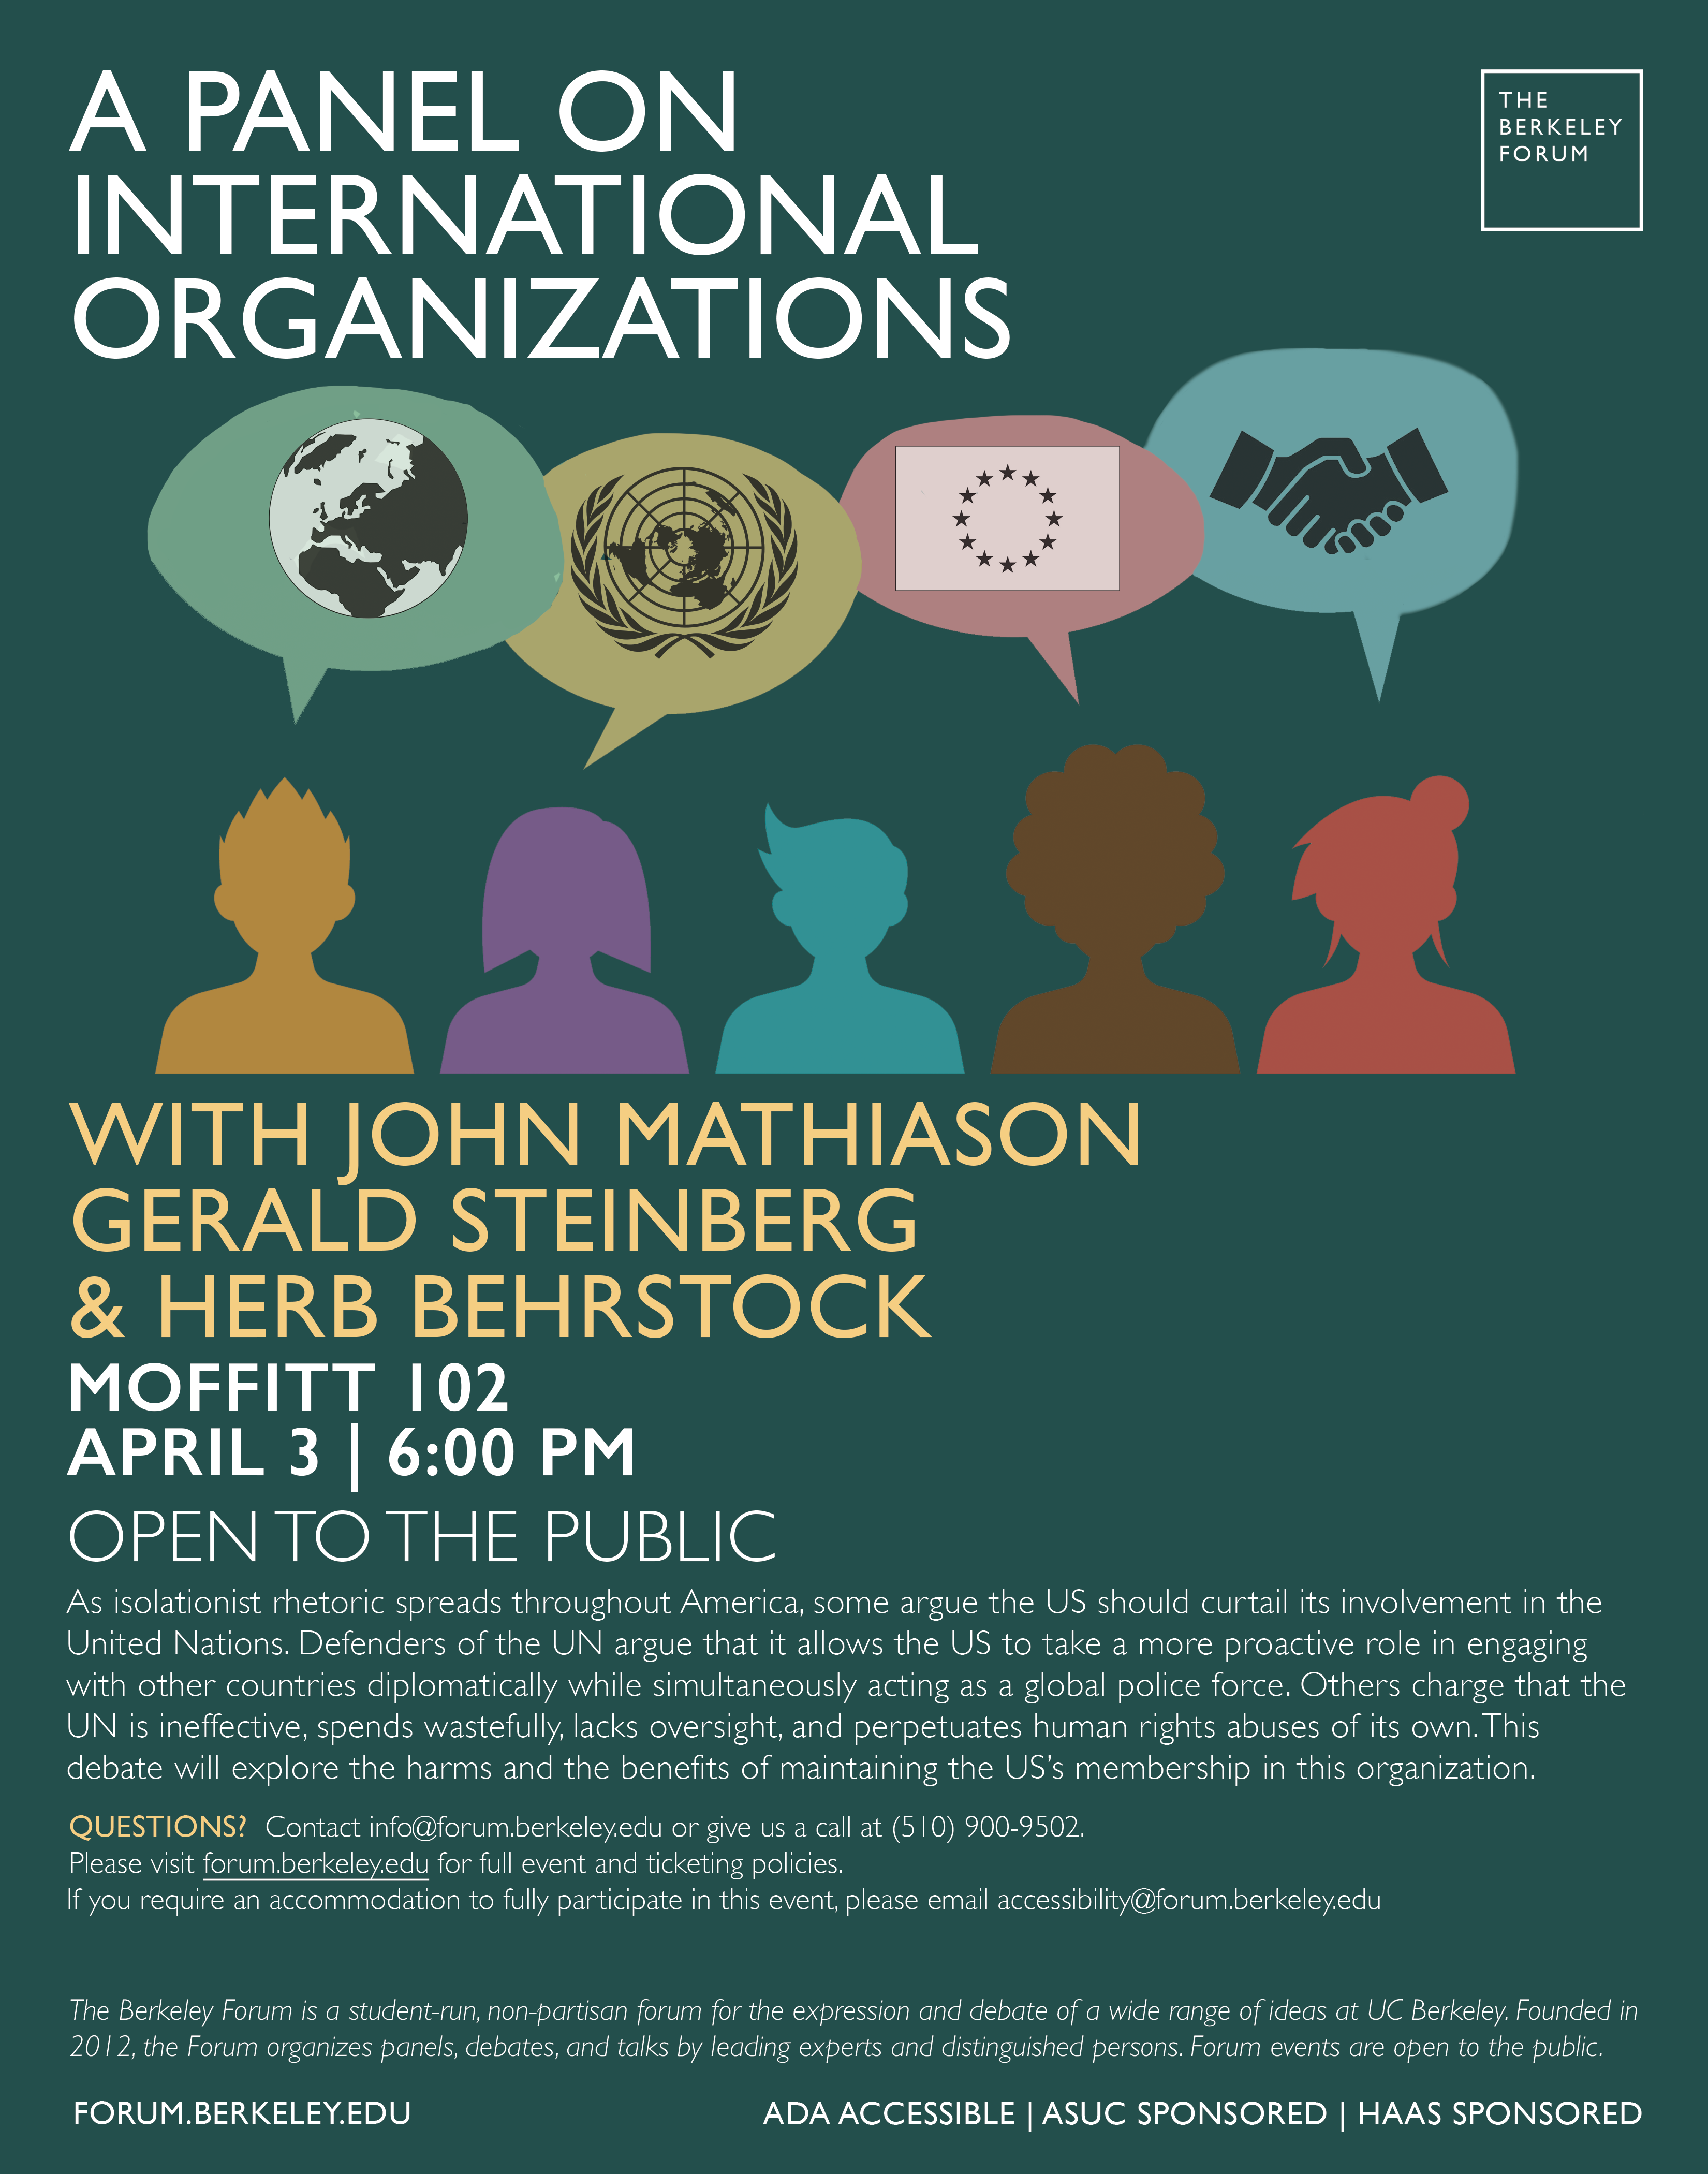 A PANEL ON
INTERNATIONAL
ORGANIZATIONS
THE
BERKELEY
FORUM
WITH JOHN MATHIASON
GERALD STEINBERG
& HERB BEHRSTOCK
MOFFITT 102
APRIL 3 | 6:00 PM
OPEN TO THE PUBLIC
As isolationist rhetoric spreads throughout America, some argue the US should curtail its involvement in the
United Nations. Defenders of the UN argue that it allows the US to take a more proactive role in engaging
with other countries diplomatically while simultaneously acting as a global police force. Others charge that the
UN is ineffective, spends wastefully, lacks oversight, and perpetuates human rights abuses of its own. This
debate will explore the harms and the benefits of maintaining the US's membership in this organization.
QUESTIONS? Contact info@forum.berkeley.edu or give us a call at (510) 900-9502.
Please visit forum.berkeley.edu for full event and ticketing policies.
If you require an accommodation to fully participate in this event, please email accessibility@forum.berkeley.edu
The Berkeley Forum is a student-run, non-partisan forum for the expression and debate of a wide range of ideas at UC Berkeley. Founded in
2012, the Forum organizes panels, debates, and talks by leading experts and distinguished persons. Forum events are open to the public.
FORUM.BERKELEY.EDU
ADA ACCESSIBLE | ASUC SPONSORED | HAAS SPONSORED